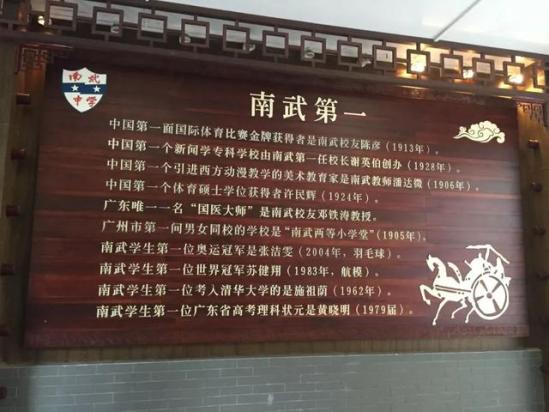 南武
中学
南武第一
中国第一面国际体育比赛金牌获得者是南武校友陈彦（1913年）。
中国第一个新闻学专科学校由南武第一任校长谢英伯创办（1928年）。
中国第一个引进西方动漫教学的美术教育家是南武教师潘达微（1906年）。
中国第一个体育硕士学位获得者许民辉（1924年）。
广东唯一一名“国医大师”是南武校友邓铁涛教授。
广州市第一间男女同校的学校是“南武两等小学堂”（1905年）。
南武学生第一位奥运冠军是张洁雯（2004年，羽毛球）。
南武学生第一位世界冠军苏健翔（1983年，航模）。
南武学生第一位考入清华大学的是施祖荫（1962年）。
南武学生第一位广东省高考理科状元是黄晓明（1979届）。